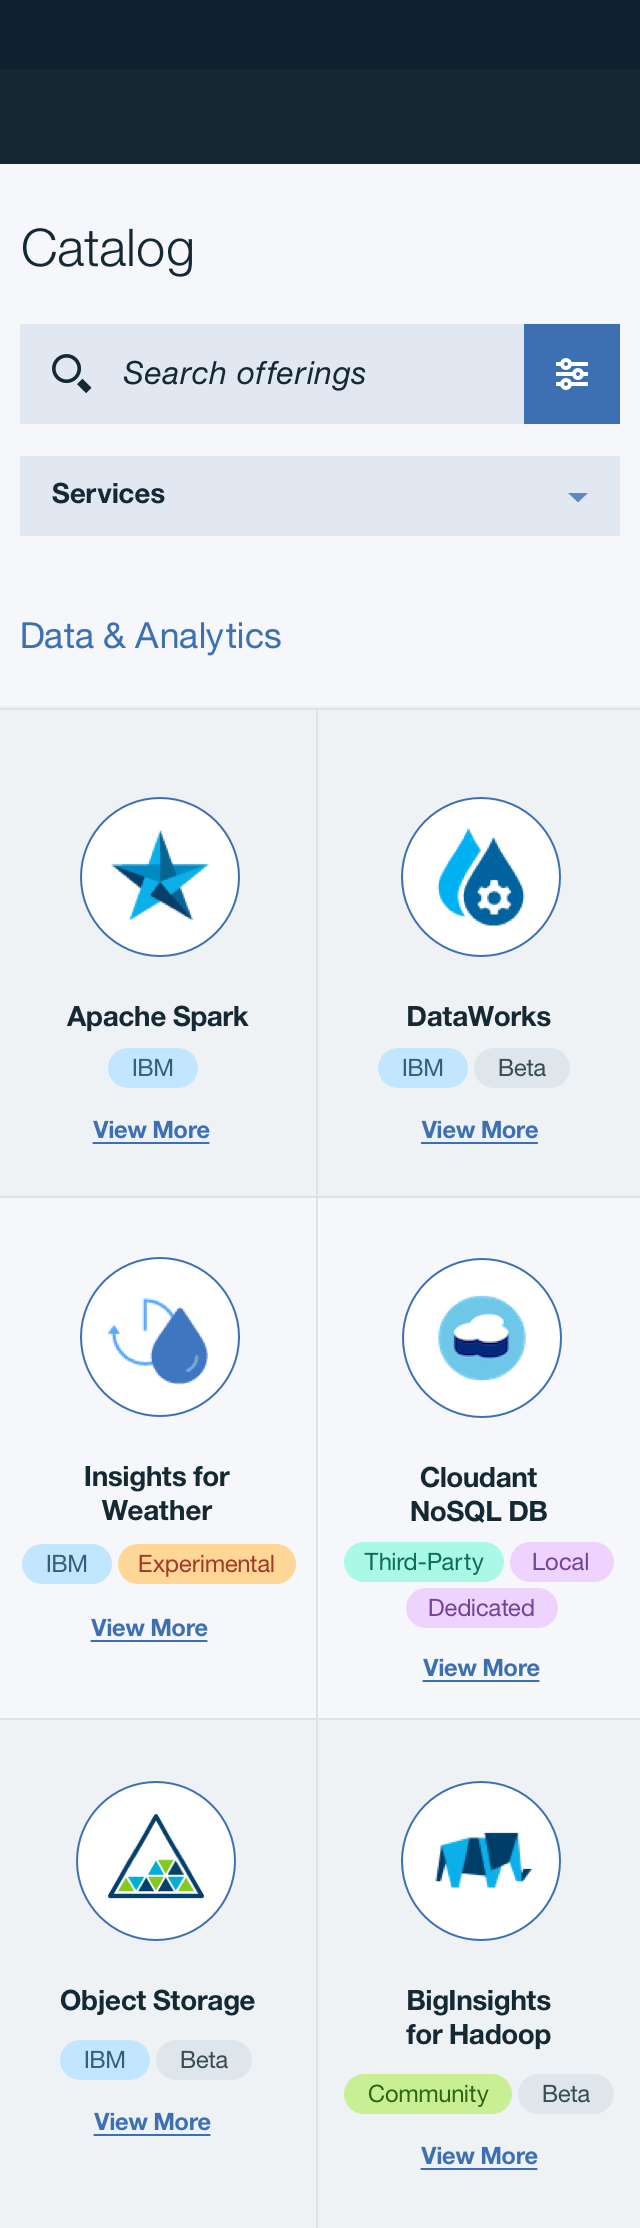 Catalog
Search offerings
Services
Data & Analytics
Apache Spark
IBM
View More
DataWorks
IBM
Beta
View More
Insights for
Weather
IBM
Experimental
View More
Cloudant
NoSQL DB
Third-Party
Local
Dedicated
View More
Object Storage
IBM
Beta
View More
BigInsights
for Hadoop
Community
Beta
View More